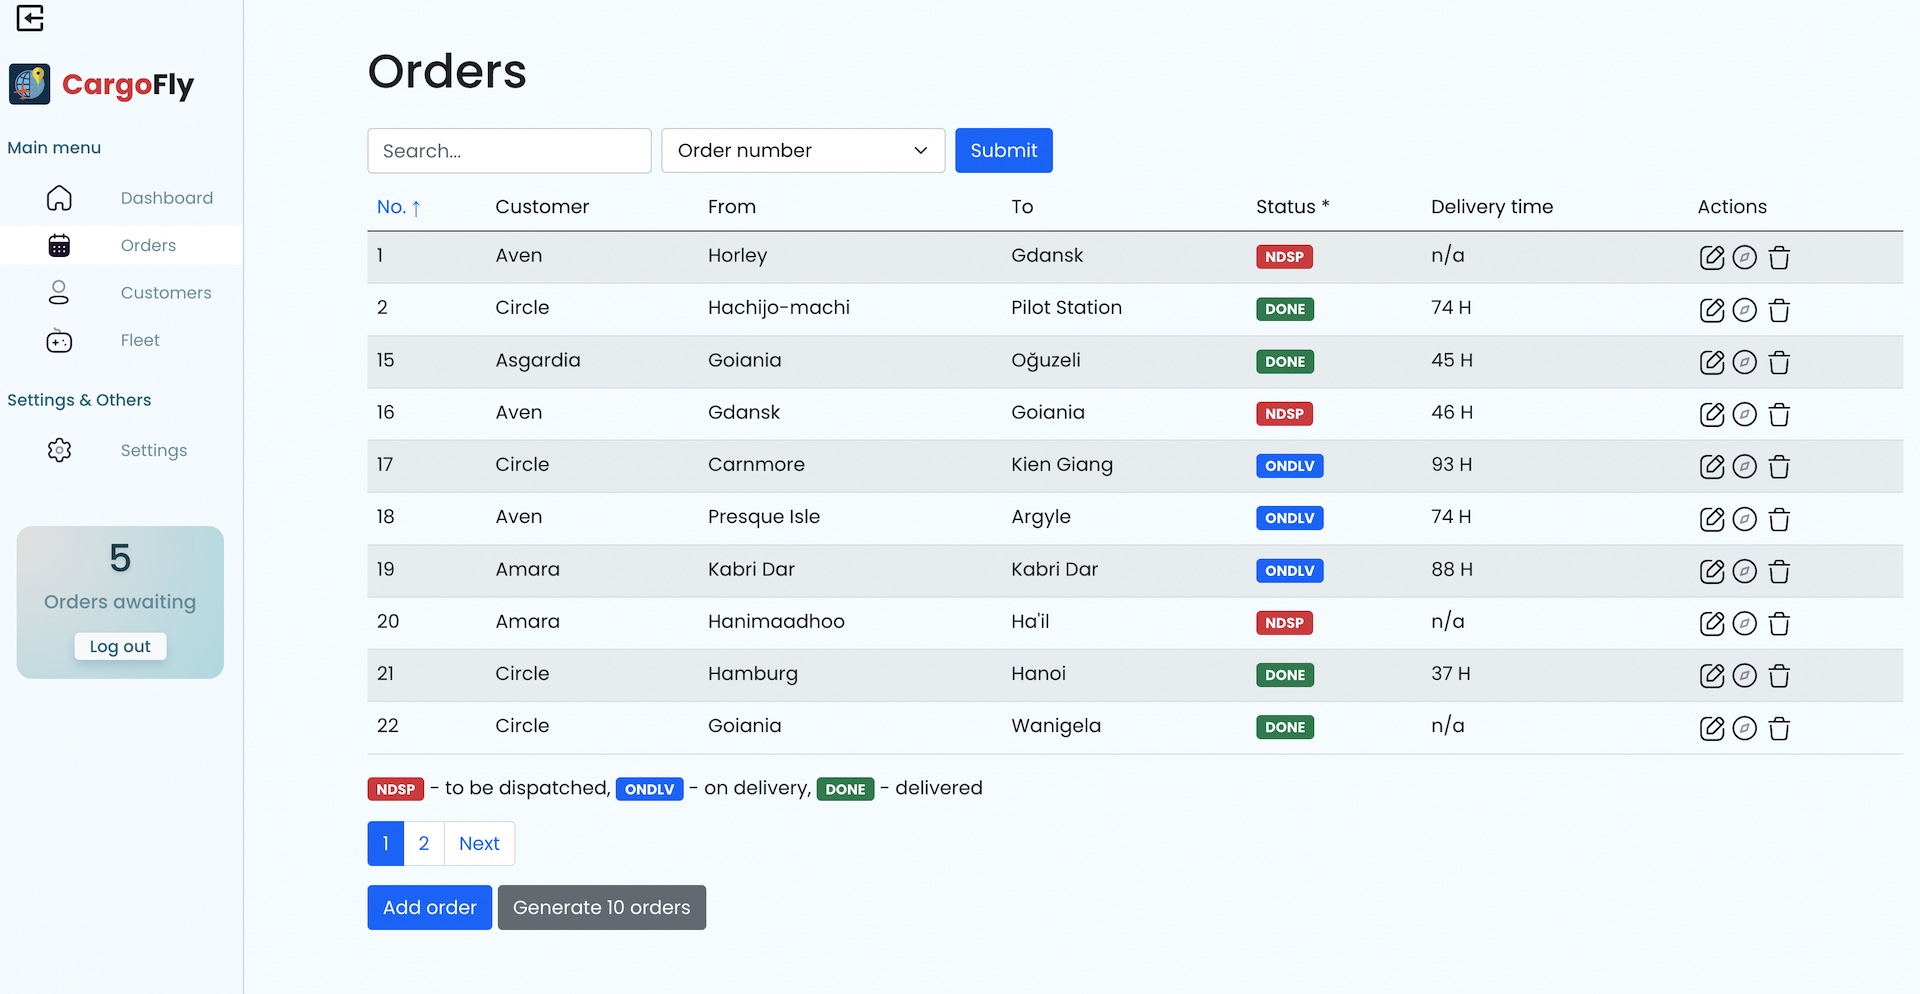 CargoFly
Main menu
Dashboard
Orders
Customers
Fleet
Settings & Others
Settings
5
Orders awaiting
Log out
Orders
Search... Order number Submit
No. ↑ Customer From To Status * Delivery time Actions
1 Aven Horley Gdansk NDSP n/a
2 Circle Hachijo-machi Pilot Station DONE 74 H
15 Asgardia Goiania Oğuzeli DONE 45 H
16 Aven Gdansk Goiania NDSP 46 H
17 Circle Carnmore Kien Giang ONDLV 93 H
18 Aven Presque Isle Argyle ONDLV 74 H
19 Amara Kabri Dar Kabri Dar ONDLV 88 H
20 Amara Hanimaadhoo Ha'il NDSP n/a
21 Circle Hamburg Hanoi DONE 37 H
22 Circle Goiania Wanigela DONE n/a
NDSP - to be dispatched, ONDLV - on delivery, DONE - delivered
1 2 Next
Add order Generate 10 orders